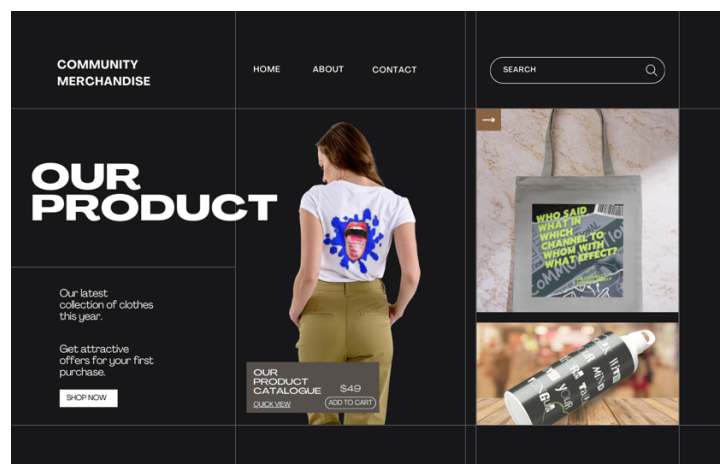 COMMUNITY
MERCHANDISE
HOME
ABOUT
CONTACT
SEARCH
OUR
PRODUCT
Our latest
collection of clothes
this year.
Get attractive
offers for your first
purchase.
SHOP NOW
OUR
PRODUCT
CATALOGUE
$49
QUICK VIEW
ADD TO CART
WHO SAID
WHAT IN
WHICH
CHANNEL TO
WHOM WITH
WHAT EFFECT?